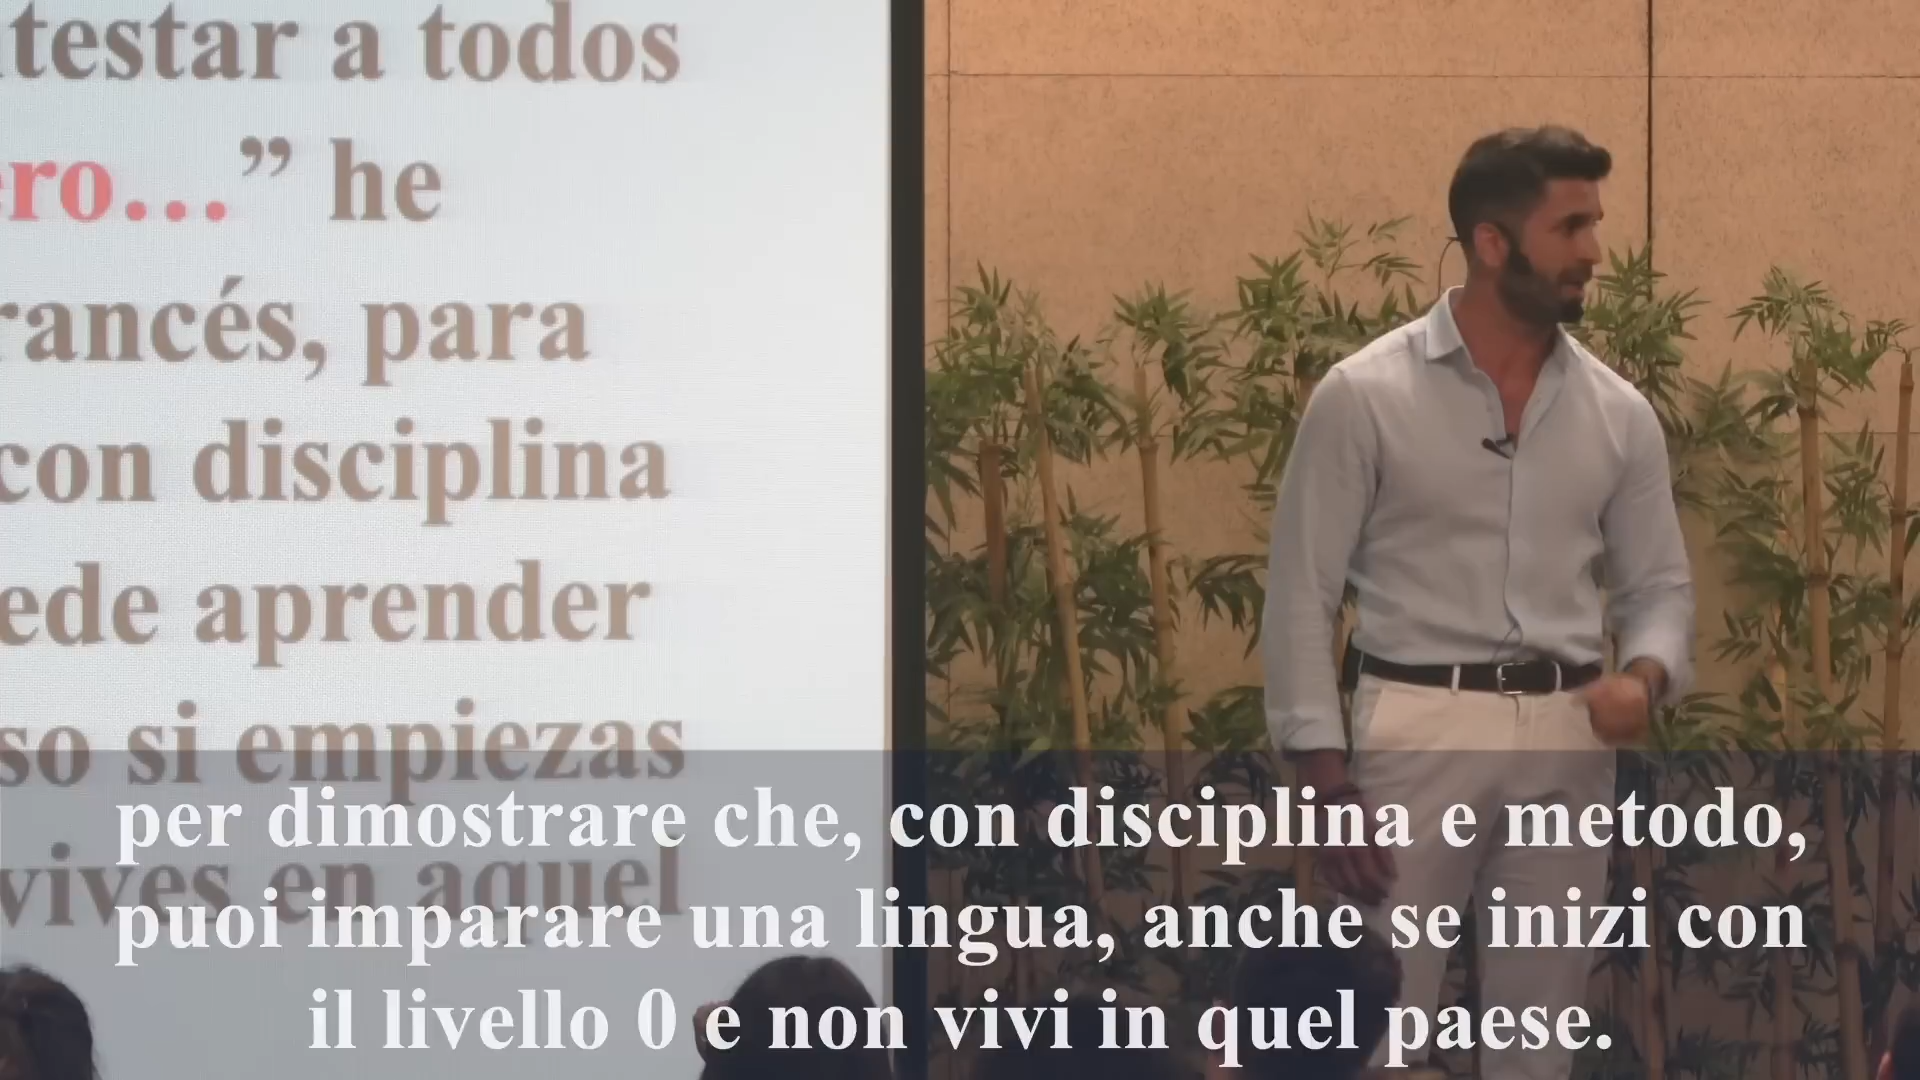 testar a todos
ero…” he
rancés, para
con disciplina
ede aprender
so si empiezas
vives en aquel
per dimostrare che, con disciplina e metodo,
puoi imparare una lingua, anche se inizi con
il livello 0 e non vivi in quel paese.